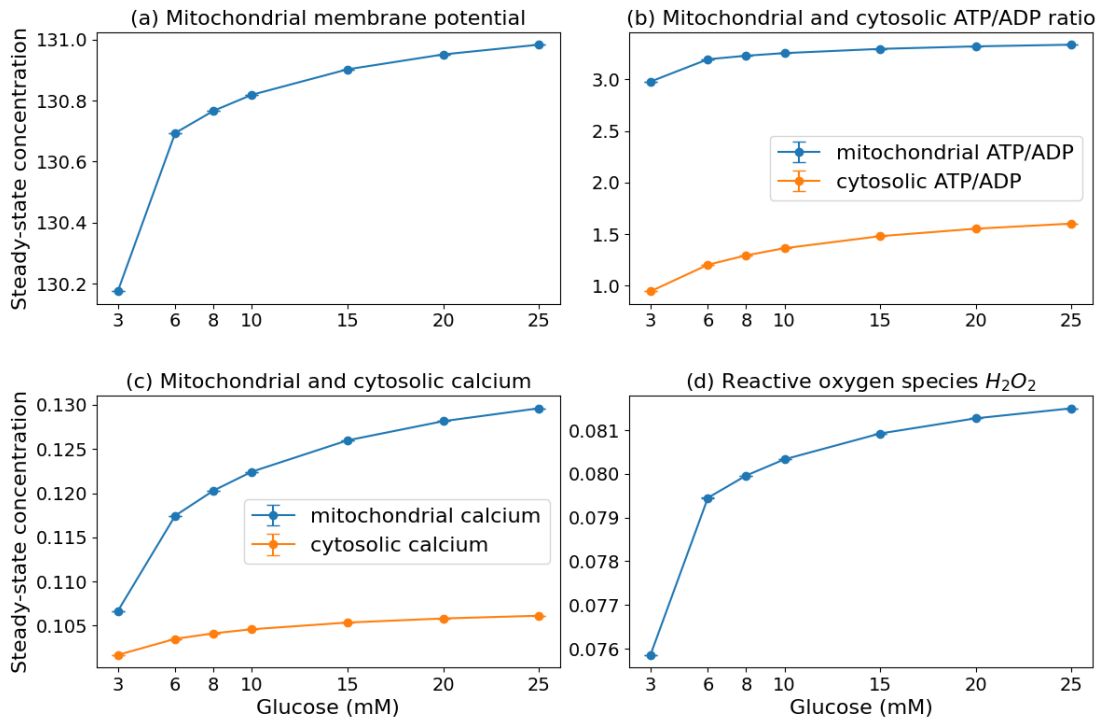 (a) Mitochondrial membrane potential
Steady-state concentration
131.0
130.8
130.6
130.4
130.2
3 6 8 10 15 20 25
(b) Mitochondrial and cytosolic ATP/ADP ratio
3.0
2.5
2.0
1.5
1.0
mitochondrial ATP/ADP
cytosolic ATP/ADP
3 6 8 10 15 20 25
(c) Mitochondrial and cytosolic calcium
Steady-state concentration
0.130
0.125
0.120
0.115
0.110
0.105
mitochondrial calcium
cytosolic calcium
3 6 8 10 15 20 25
Glucose (mM)
(d) Reactive oxygen species H₂O₂
0.081
0.080
0.079
0.078
0.077
0.076
3 6 8 10 15 20 25
Glucose (mM)